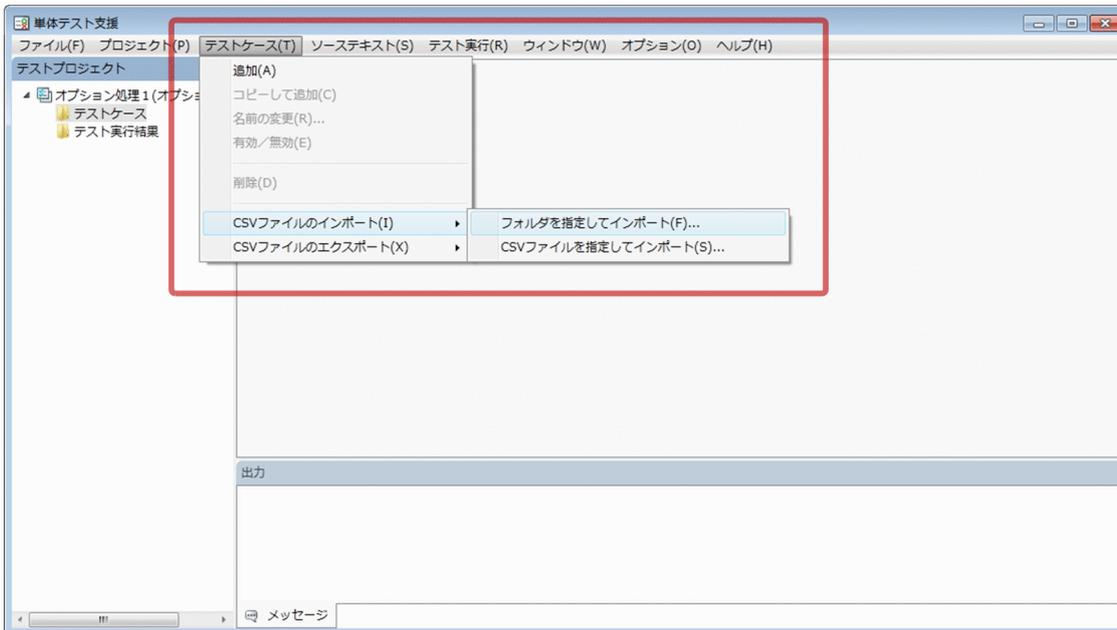 単体テスト支援
ファイル(F) プロジェクト(P) テストケース(T) ソーステキスト(S) テスト実行(R) ウィンドウ(W) オプション(O) ヘルプ(H)
テストプロジェクト
オプション処理1(オプショ
テストケース
テスト実行結果
追加(A)
コピーして追加(C)
名前の変更(R)...
有効／無効(E)
削除(D)
CSVファイルのインポート(I)
CSVファイルのエクスポート(X)
フォルダを指定してインポート(F)...
CSVファイルを指定してインポート(S)...
出力
メッセージ